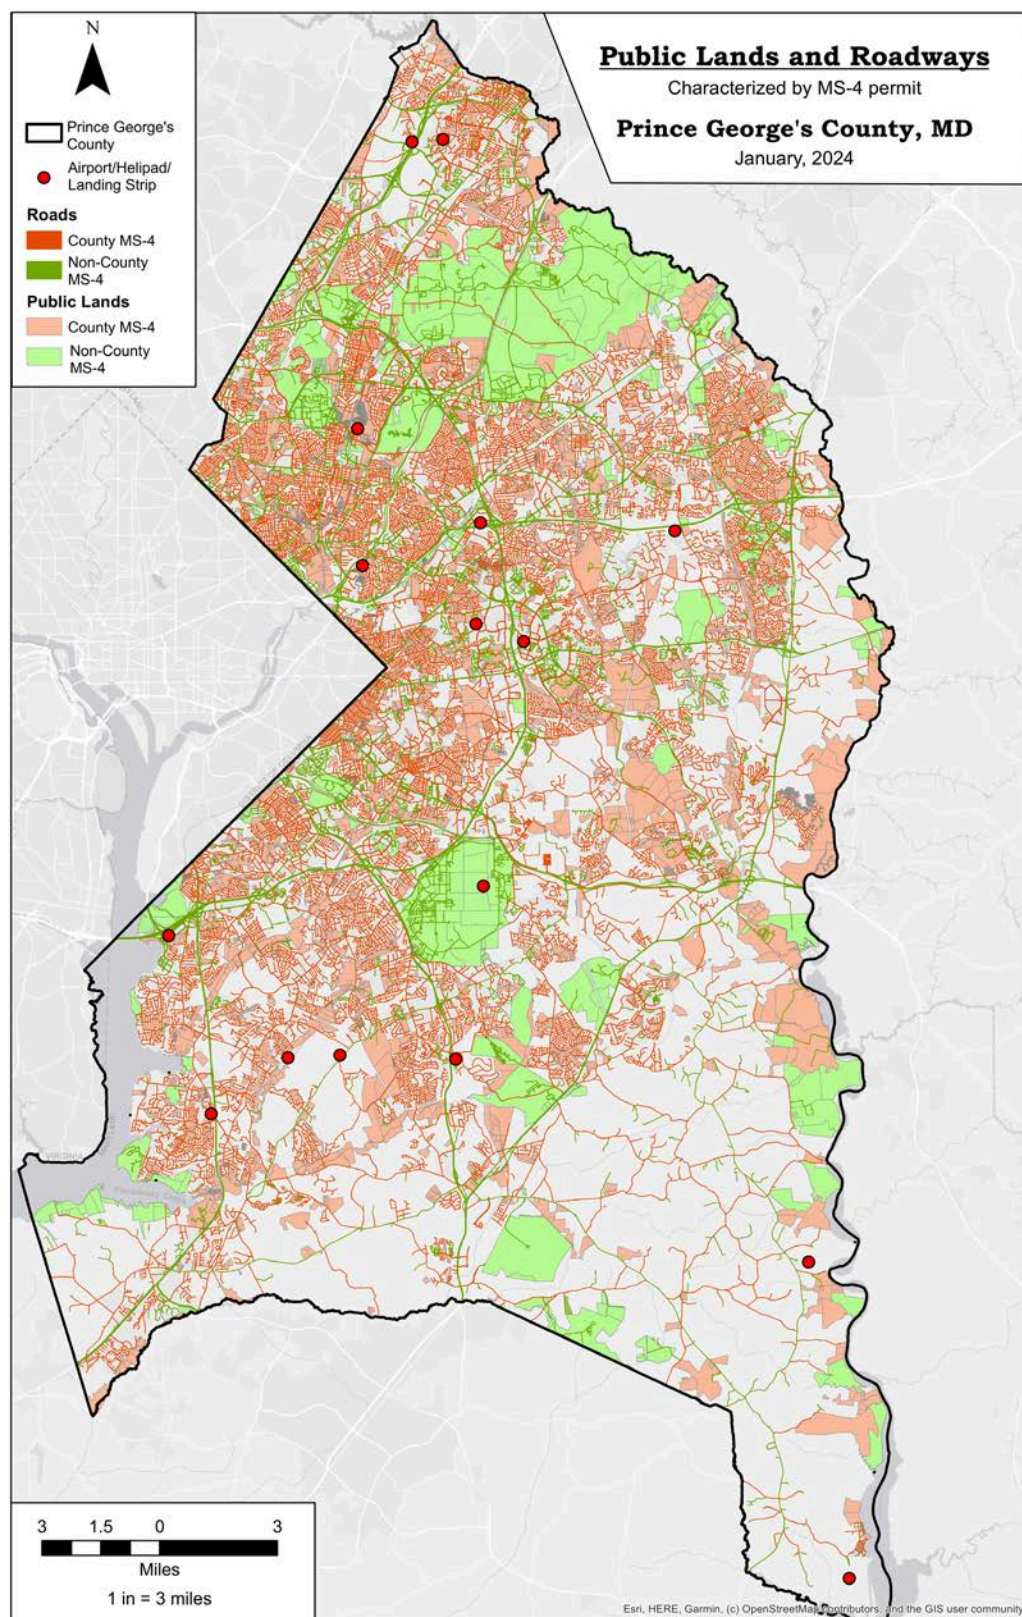 N
Prince George's
County
Airport/Helipad/
Landing Strip
Roads
County MS-4
Non-County
MS-4
Public Lands
County MS-4
Non-County
MS-4
Public Lands and Roadways
Characterized by MS-4 permit
Prince George's County, MD
January, 2024
VIRGINIA
3 1.5 0 3
Miles
1 in = 3 miles
Esri, HERE, Garmin, (c) OpenStreetMap contributors, and the GIS user community